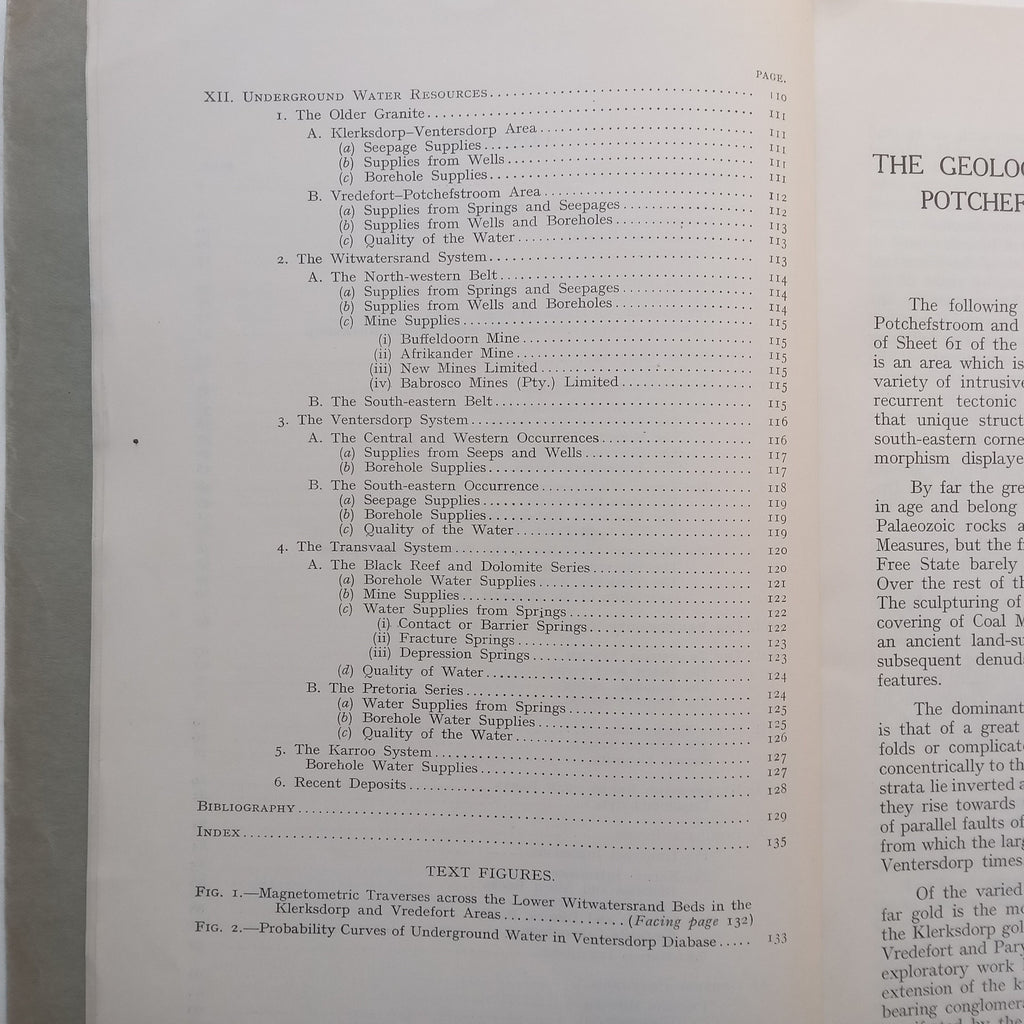 PAGE.
XII. Underground Water Resources........ 110
1. The Older Granite........ 111
A. Klerksdorp–Ventersdorp Area........ 111
(a) Seepage Supplies........ 111
(b) Supplies from Wells........ 111
(c) Borehole Supplies........ 111
B. Vredefort–Potchefstroom Area........ 112
(a) Supplies from Springs and Seepages........ 112
(b) Supplies from Wells and Boreholes........ 113
(c) Quality of the Water........ 113
2. The Witwatersrand System........ 113
A. The North-western Belt........ 114
(a) Supplies from Springs and Seepages........ 114
(b) Supplies from Wells and Boreholes........ 114
(c) Mine Supplies........ 115
(i) Buffeldoorn Mine........ 115
(ii) Afrikander Mine........ 115
(iii) New Mines Limited........ 115
(iv) Babrosco Mines (Pty.) Limited........ 115
B. The South-eastern Belt........ 115
3. The Ventersdorp System........ 116
A. The Central and Western Occurrences........ 116
(a) Supplies from Seeps and Wells........ 117
(b) Borehole Supplies........ 117
B. The South-eastern Occurrence........ 118
(a) Seepage Supplies........ 119
(b) Borehole Supplies........ 119
(c) Quality of the Water........ 119
4. The Transvaal System........ 120
A. The Black Reef and Dolomite Series........ 120
(a) Borehole Water Supplies........ 121
(b) Mine Supplies........ 122
(c) Water Supplies from Springs........ 122
(i) Contact or Barrier Springs........ 122
(ii) Fracture Springs........ 123
(iii) Depression Springs........ 123
(d) Quality of Water........ 124
B. The Pretoria Series........ 124
(a) Water Supplies from Springs........ 125
(b) Borehole Water Supplies........ 125
(c) Quality of the Water........ 126
5. The Karroo System........ 127
Borehole Water Supplies........ 127
6. Recent Deposits........ 128
Bibliography........ 129
Index........ 135
TEXT FIGURES.
Fig. 1.—Magnetometric Traverses across the Lower Witwatersrand Beds in the
Klerksdorp and Vredefort Areas........ (Facing page 132)
Fig. 2.—Probability Curves of Underground Water in Ventersdorp Diabase..... 133
THE GEOLO
POTCHEF
The following
Potchefstroom and
of Sheet 61 of the
is an area which is
variety of intrusive
recurrent tectonic
that unique struct
south-eastern corne
morphism displaye
By far the gre
in age and belong
Palaeozoic rocks a
Measures, but the f
Free State barely
Over the rest of th
The sculpturing of
covering of Coal M
an ancient land-su
subsequent denud
features.
The dominant
is that of a great
folds or complicat
concentrically to th
strata lie inverted a
they rise towards
of parallel faults of
from which the larg
Ventersdorp times
Of the varied
far gold is the mo
the Klerksdorp gol
Vredefort and Pary
exploratory work
extension of the k
bearing conglomer